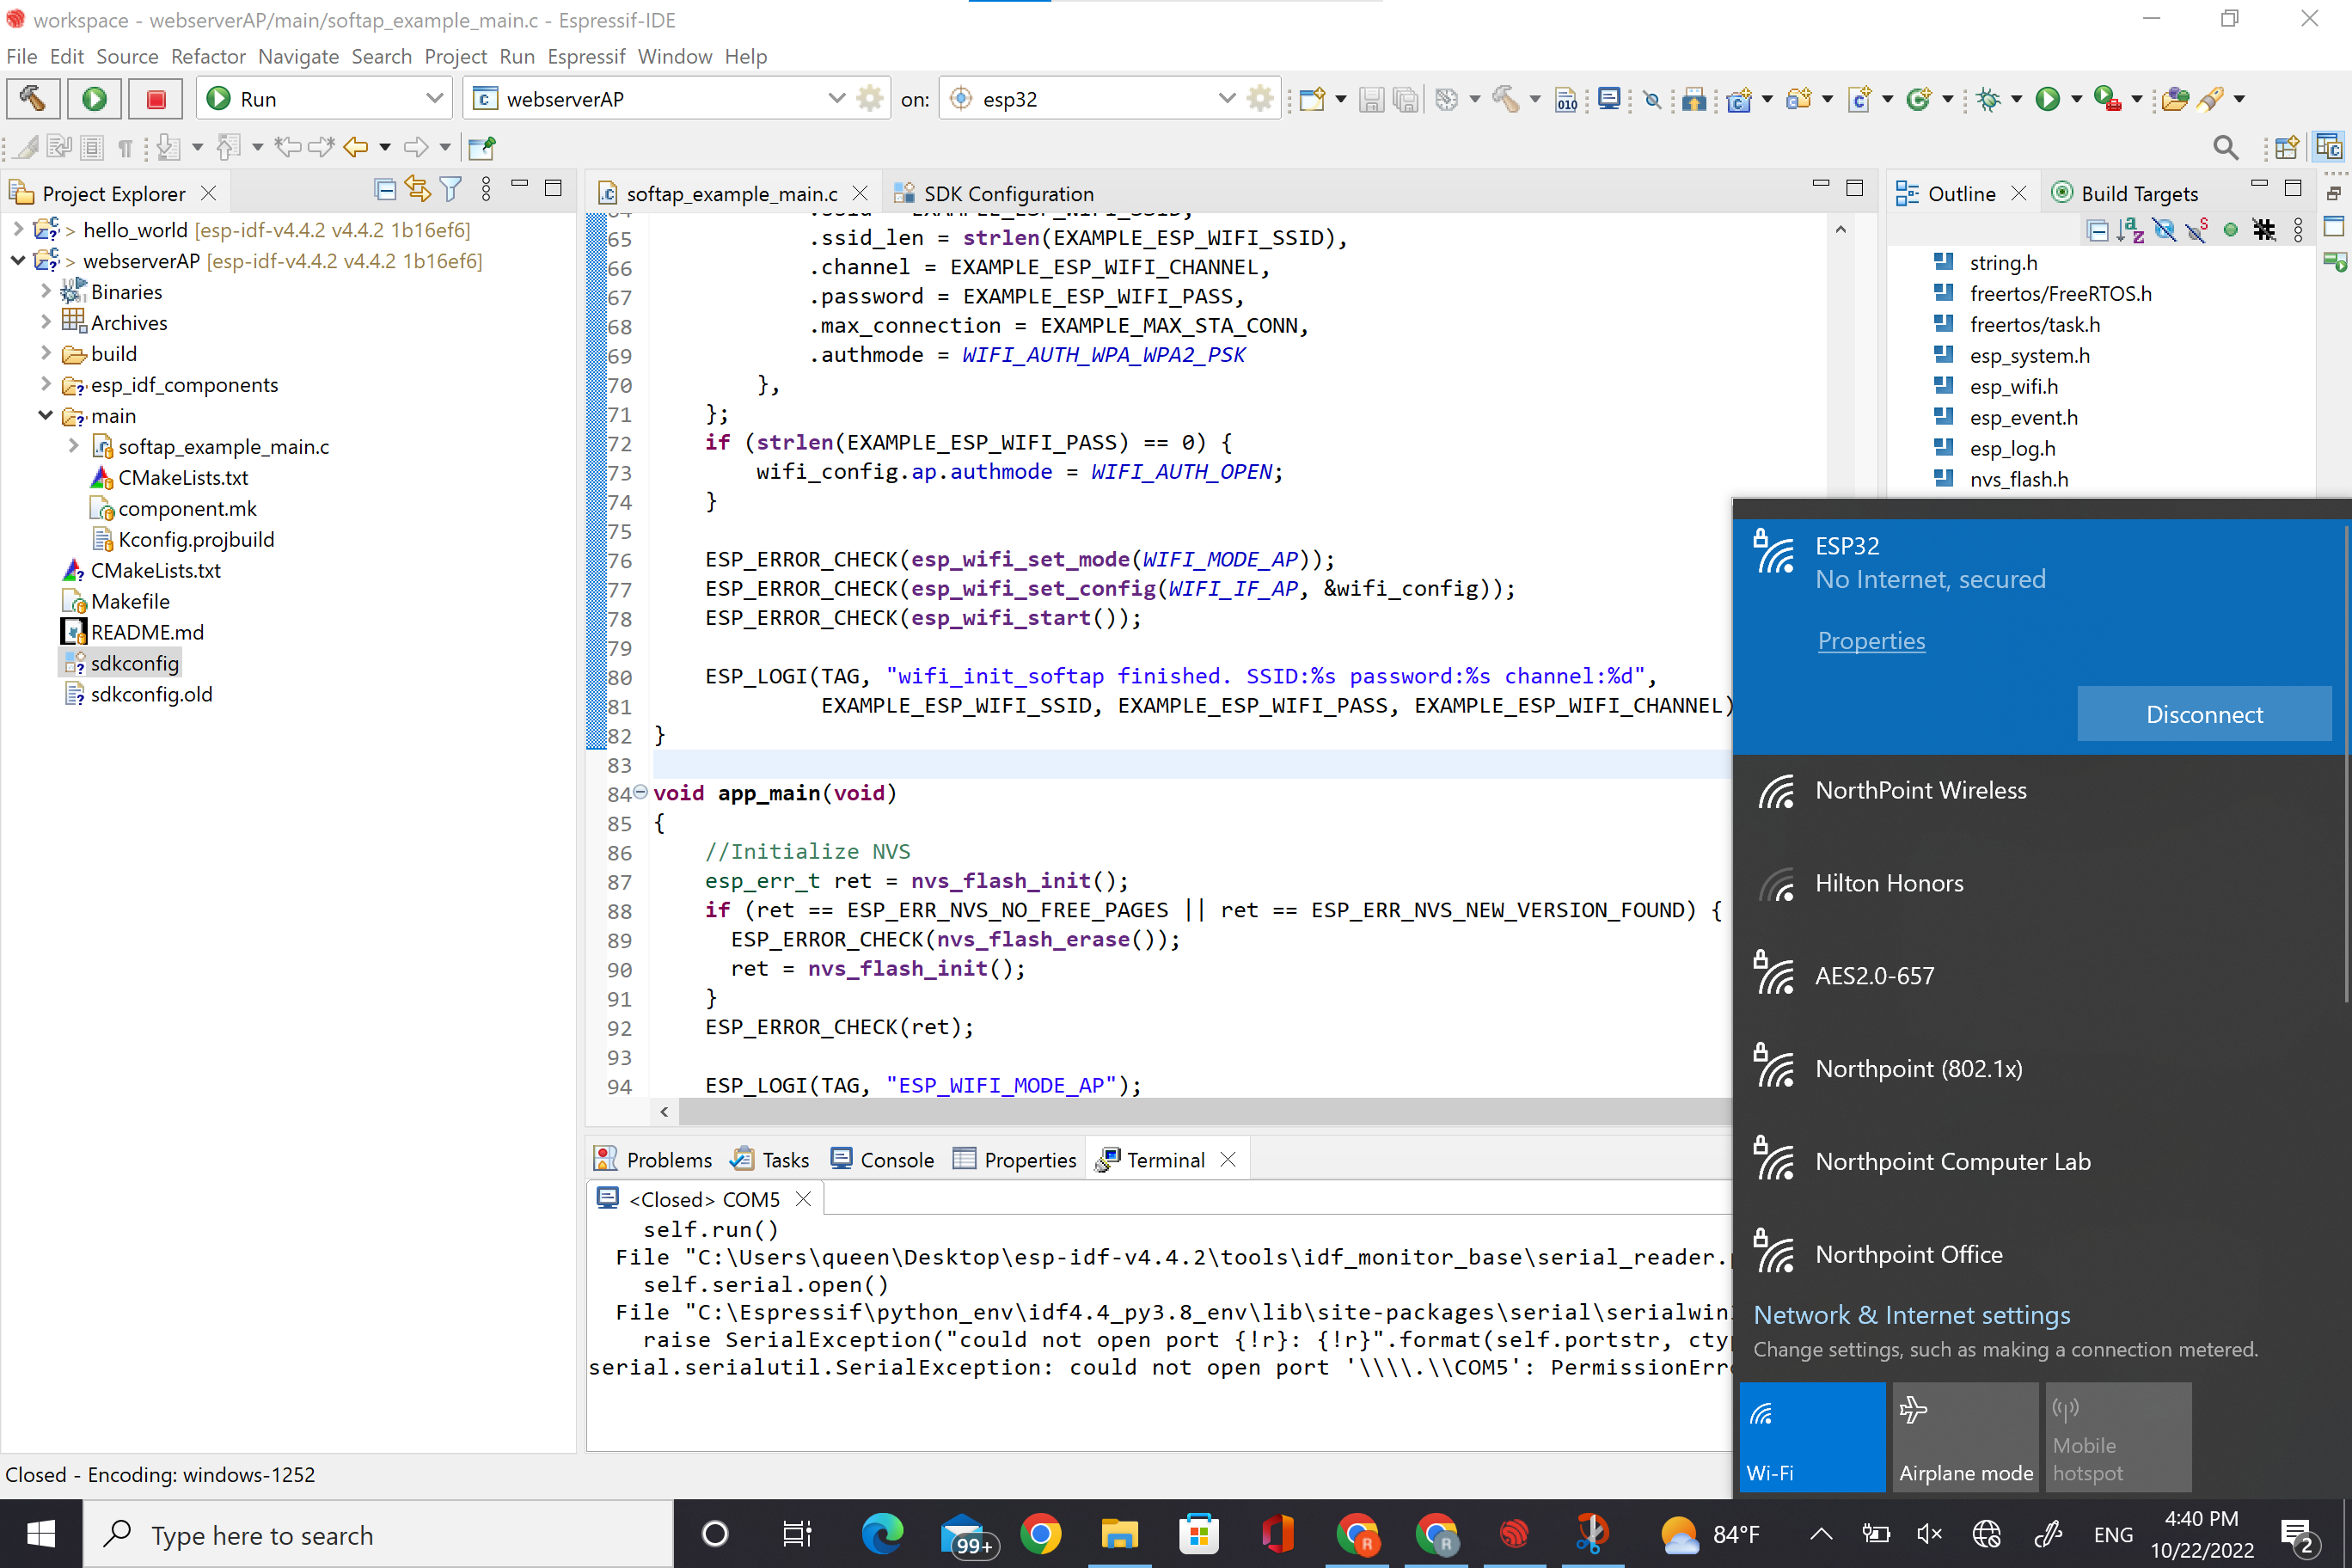 workspace - webserverAP/main/softap_example_main.c - Espressif-IDE
File Edit Source Refactor Navigate Search Project Run Espressif Window Help
Run
webserverAP
on:
esp32
Project Explorer
hello_world [esp-idf-v4.4.2 v4.4.2 1b16ef6]
> webserverAP [esp-idf-v4.4.2 v4.4.2 1b16ef6]
Binaries
Archives
build
esp_idf_components
main
softap_example_main.c
CMakeLists.txt
component.mk
Kconfig.projbuild
CMakeLists.txt
Makefile
README.md
sdkconfig
sdkconfig.old
softap_example_main.c
SDK Configuration
65 .ssid_len = strlen(EXAMPLE_ESP_WIFI_SSID),
66 .channel = EXAMPLE_ESP_WIFI_CHANNEL,
67 .password = EXAMPLE_ESP_WIFI_PASS,
68 .max_connection = EXAMPLE_MAX_STA_CONN,
69 .authmode = WIFI_AUTH_WPA_WPA2_PSK
70 },
71 };
72 if (strlen(EXAMPLE_ESP_WIFI_PASS) == 0) {
73 wifi_config.ap.authmode = WIFI_AUTH_OPEN;
74 }
75
76 ESP_ERROR_CHECK(esp_wifi_set_mode(WIFI_MODE_AP));
77 ESP_ERROR_CHECK(esp_wifi_set_config(WIFI_IF_AP, &wifi_config));
78 ESP_ERROR_CHECK(esp_wifi_start());
79
80 ESP_LOGI(TAG, "wifi_init_softap finished. SSID:%s password:%s channel:%d",
81 EXAMPLE_ESP_WIFI_SSID, EXAMPLE_ESP_WIFI_PASS, EXAMPLE_ESP_WIFI_CHANNEL)
82 }
83
84 void app_main(void)
85 {
86 //Initialize NVS
87 esp_err_t ret = nvs_flash_init();
88 if (ret == ESP_ERR_NVS_NO_FREE_PAGES || ret == ESP_ERR_NVS_NEW_VERSION_FOUND) {
89 ESP_ERROR_CHECK(nvs_flash_erase());
90 ret = nvs_flash_init();
91 }
92 ESP_ERROR_CHECK(ret);
93
94 ESP_LOGI(TAG, "ESP_WIFI_MODE_AP");
Outline
Build Targets
string.h
freertos/FreeRTOS.h
freertos/task.h
esp_system.h
esp_wifi.h
esp_event.h
esp_log.h
nvs_flash.h
Problems
Tasks
Console
Properties
Terminal
<Closed> COM5
self.run()
File "C:\Users\queen\Desktop\esp-idf-v4.4.2\tools\idf_monitor_base\serial_reader.
self.serial.open()
File "C:\Espressif\python_env\idf4.4_py3.8_env\lib\site-packages\serial\serialwin
raise SerialException("could not open port {!r}: {!r}".format(self.portstr, cty
serial.serialutil.SerialException: could not open port '\\\\.\\COM5': PermissionErr
Closed - Encoding: windows-1252
ESP32
No Internet, secured
Properties
Disconnect
NorthPoint Wireless
Hilton Honors
AES2.0-657
Northpoint (802.1x)
Northpoint Computer Lab
Northpoint Office
Network & Internet settings
Change settings, such as making a connection metered.
Wi-Fi
Airplane mode
Mobile hotspot
Type here to search
99+
84°F
ENG
4:40 PM
10/22/2022
2